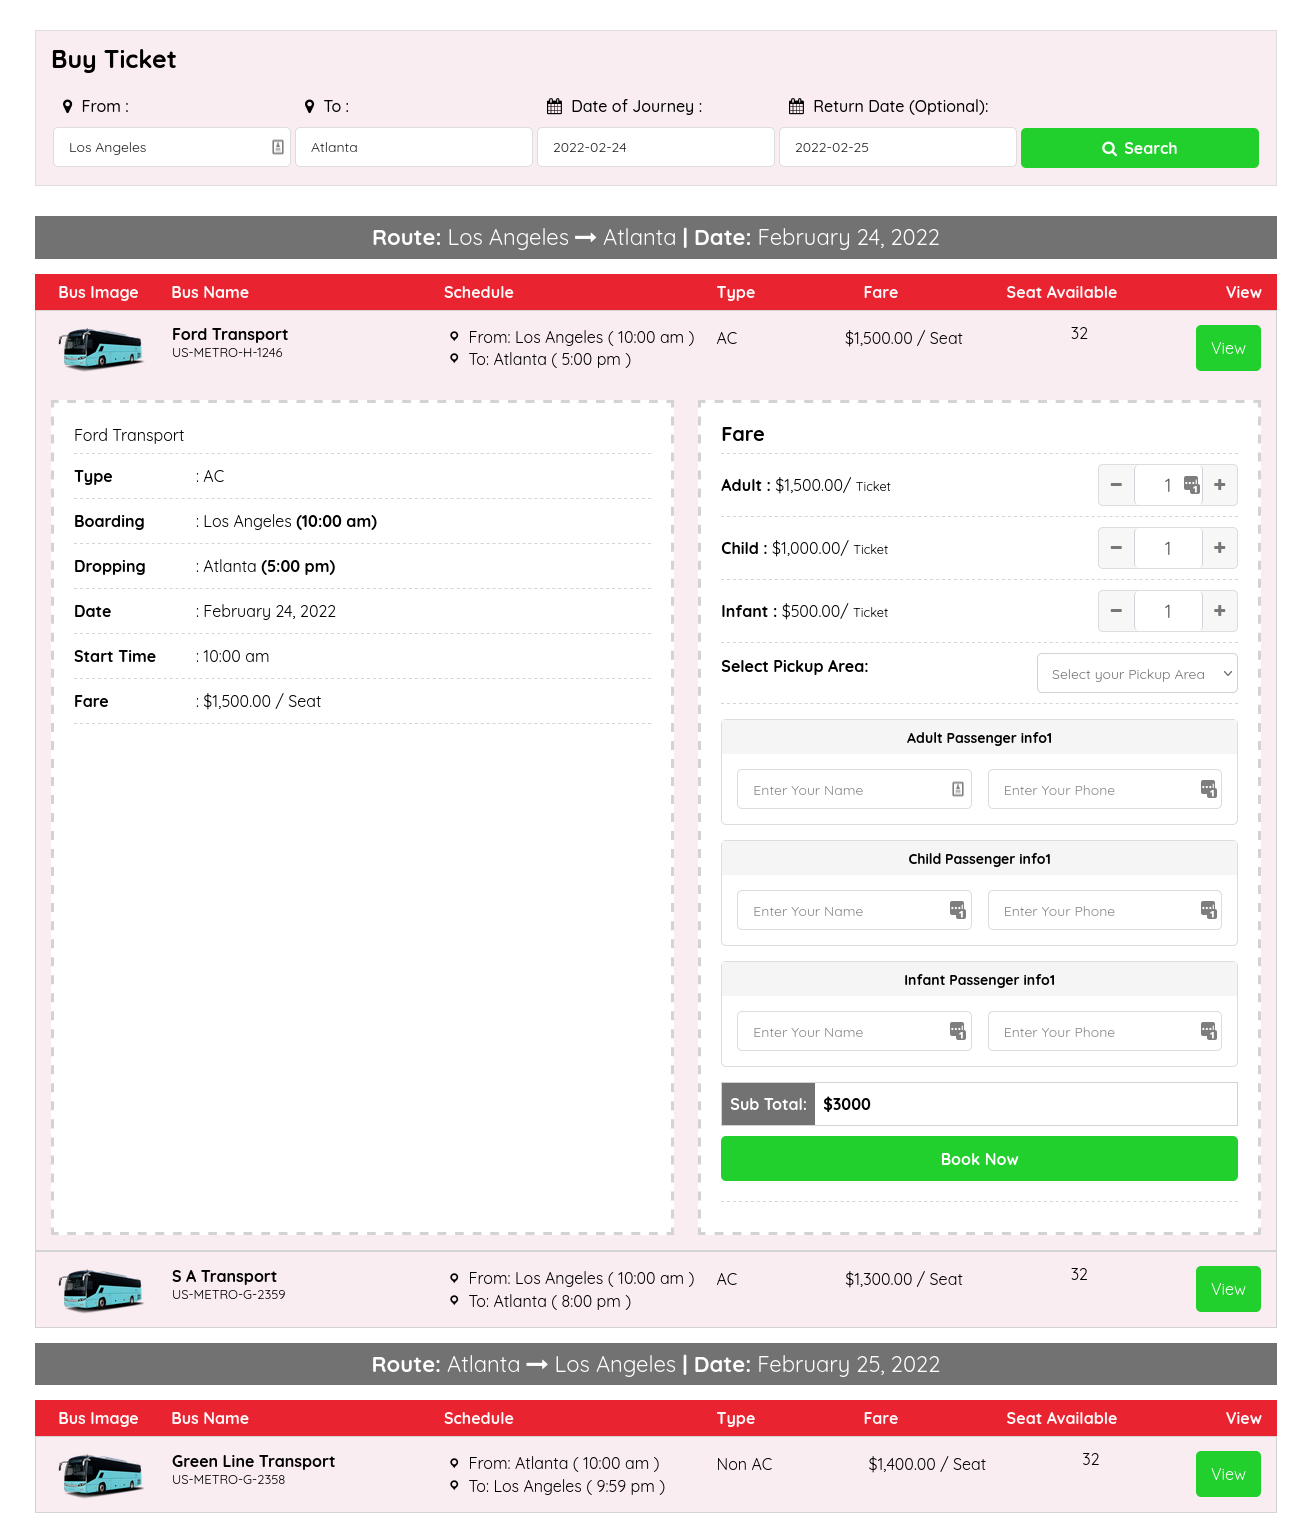 Buy Ticket
From :
To :
Date of Journey :
Return Date (Optional):
Los Angeles
Atlanta
2022-02-24
2022-02-25
Search
Route: Los Angeles → Atlanta | Date: February 24, 2022
Bus Image Bus Name Schedule Type Fare Seat Available View
Ford Transport
US-METRO-H-1246
From: Los Angeles ( 10:00 am )
To: Atlanta ( 5:00 pm )
AC
$1,500.00 / Seat
32
View
Ford Transport
Type : AC
Boarding : Los Angeles (10:00 am)
Dropping : Atlanta (5:00 pm)
Date : February 24, 2022
Start Time : 10:00 am
Fare : $1,500.00 / Seat
Fare
Adult : $1,500.00/ Ticket − 1 +
Child : $1,000.00/ Ticket − 1 +
Infant : $500.00/ Ticket − 1 +
Select Pickup Area: Select your Pickup Area
Adult Passenger info1
Enter Your Name Enter Your Phone
Child Passenger info1
Enter Your Name Enter Your Phone
Infant Passenger info1
Enter Your Name Enter Your Phone
Sub Total: $3000
Book Now
S A Transport
US-METRO-G-2359
From: Los Angeles ( 10:00 am )
To: Atlanta ( 8:00 pm )
AC
$1,300.00 / Seat
32
View
Route: Atlanta → Los Angeles | Date: February 25, 2022
Bus Image Bus Name Schedule Type Fare Seat Available View
Green Line Transport
US-METRO-G-2358
From: Atlanta ( 10:00 am )
To: Los Angeles ( 9:59 pm )
Non AC
$1,400.00 / Seat
32
View